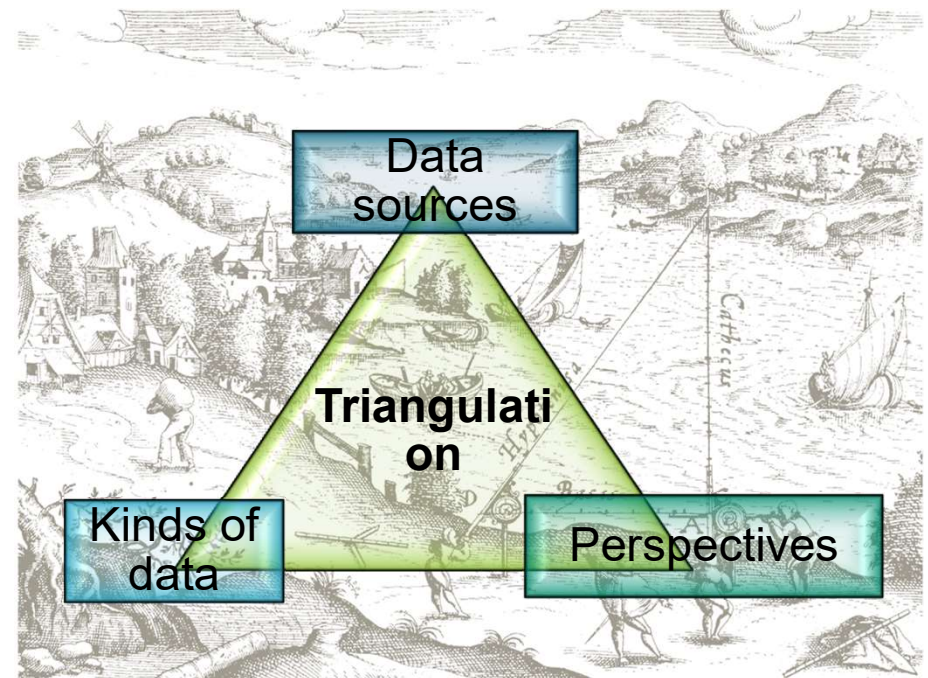 Data
sources
Cathecus
Triangulati
on
D
Kinds of
data
Perspectives
A